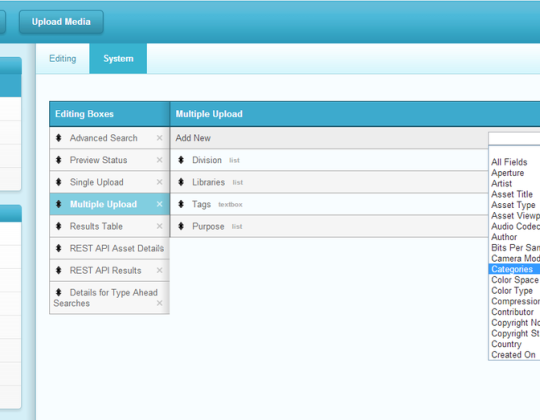 Upload Media
Editing
System
Editing Boxes
Advanced Search
Preview Status
Single Upload
Multiple Upload
Results Table
REST API Asset Details
REST API Results
Details for Type Ahead
Searches
Multiple Upload
Add New
Division list
Libraries list
Tags textbox
Purpose list
All Fields
Aperture
Artist
Asset Title
Asset Type
Asset Viewp
Audio Codec
Author
Bits Per Sam
Camera Mod
Categories
Color Space
Color Type
Compression
Contributor
Copyright No
Copyright St
Country
Created On